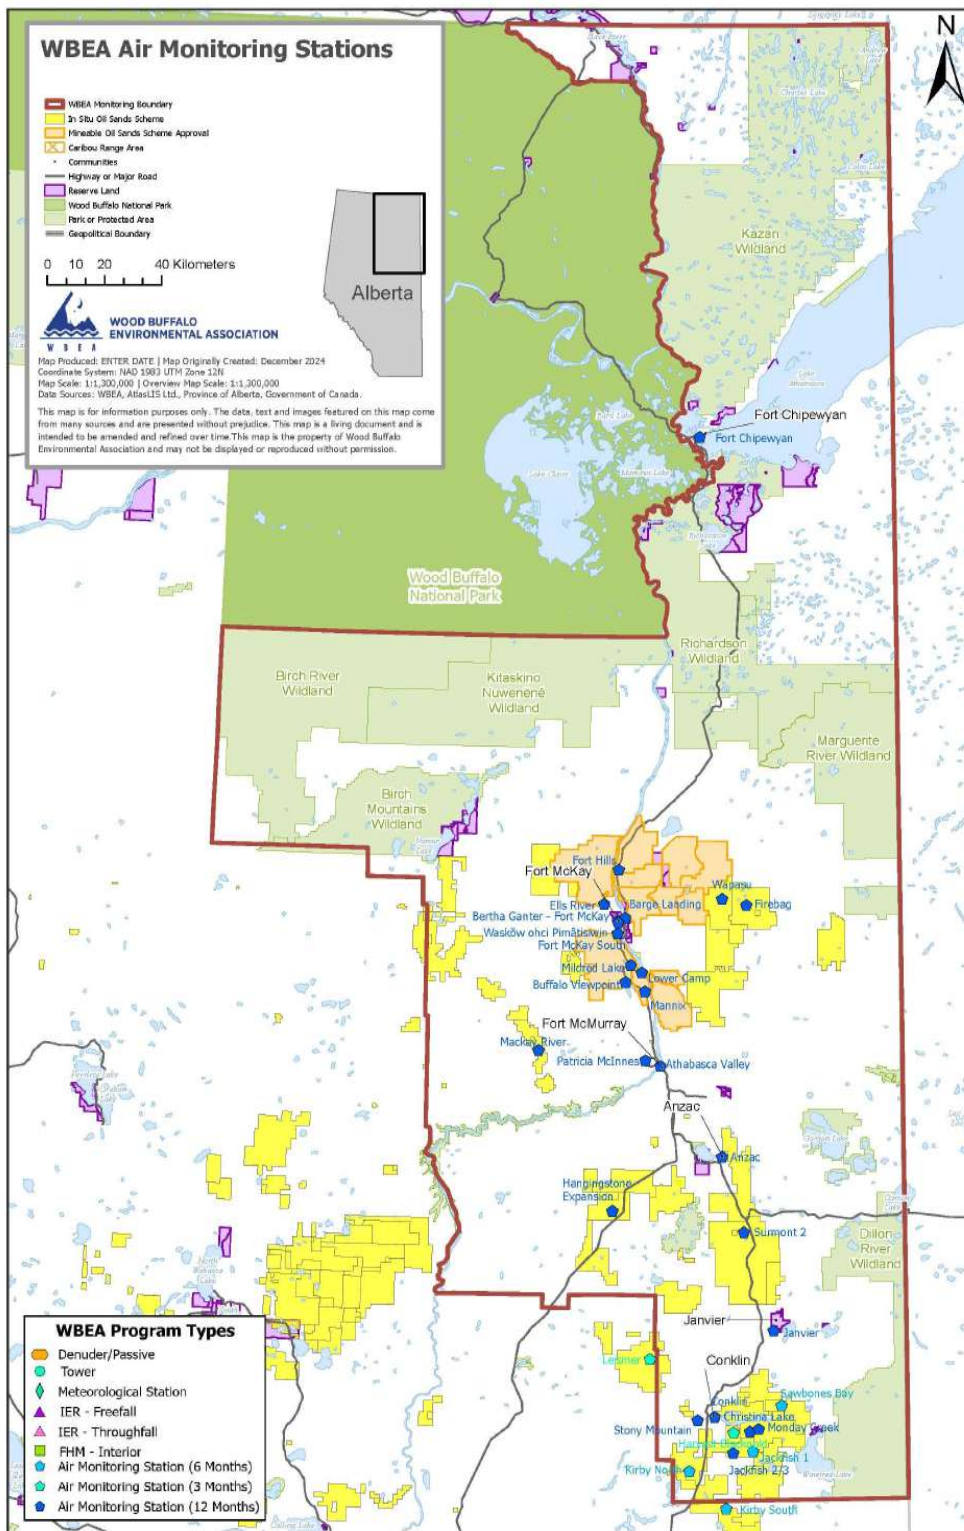 WBEA Air Monitoring Stations
WBEA Monitoring Boundary
In Situ Oil Sands Scheme
Mineable Oil Sands Scheme Approval
Caribou Range Area
Communities
Highway or Major Road
Reserve Land
Wood Buffalo National Park
Park or Protected Area
Geopolitical Boundary
0 10 20 40 Kilometers
Alberta
WBEA
WOOD BUFFALO
ENVIRONMENTAL ASSOCIATION
Map Produced: ENTER DATE | Map Originally Created: December 2024
Coordinate System: NAD 1983 UTM Zone 12N
Map Scale: 1:1,300,000 | Overview Map Scale: 1:1,300,000
Data Sources: WBEA, AtlasLIS Ltd., Province of Alberta, Government of Canada.
This map is for information purposes only. The data, text and images featured on this map come
from many sources and are presented without prejudice. This map is a living document and is
intended to be amended and refined over time.This map is the property of Wood Buffalo
Environmental Association and may not be displayed or reproduced without permission.
N
Kazan
Wildland
Lake
Athabasca
Fort Chipewyan
Fort Chipewyan
Lake Claire
Mamawi Lake
Wood Buffalo
National Park
Richardson
Wildland
Birch River
Wildland
Kitaskino
Nuwenëné
Wildland
Marguerite
River Wildland
Birch
Mountains
Wildland
Fort Hills
Fort McKay
Wapasu
Firebag
Ells River
Barge Landing
Bertha Ganter - Fort McKay
Waskōw ohci Pimâtisiwin
Fort McKay South
Mildred Lake
Lower Camp
Buffalo Viewpoint
Mannix
Fort McMurray
Mackay River
Patricia McInnes
Athabasca Valley
Anzac
Anzac
Hangingstone
Expansion
Surmont 2
Dillon
River
Wildland
Janvier
Janvier
Leismer
Conklin
Sawbones Bay
Conklin
Christina Lake
Stony Mountain
Monday Creek
Jackfish 1
Jackfish 2/3
Kirby North
Kirby South
WBEA Program Types
Denuder/Passive
Tower
Meteorological Station
IER - Freefall
IER - Throughfall
FHM - Interior
Air Monitoring Station (6 Months)
Air Monitoring Station (3 Months)
Air Monitoring Station (12 Months)